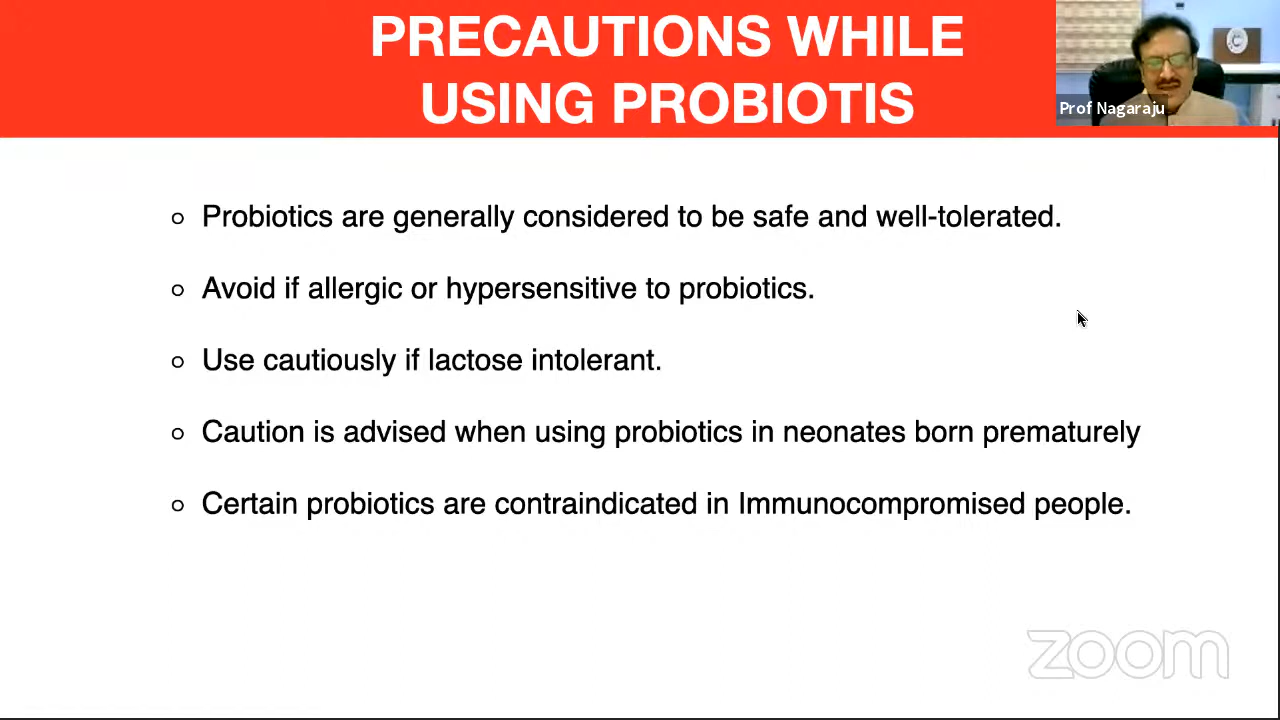 PRECAUTIONS WHILE
USING PROBIOTIS
Prof Nagaraju
Probiotics are generally considered to be safe and well-tolerated.
Avoid if allergic or hypersensitive to probiotics.
Use cautiously if lactose intolerant.
Caution is advised when using probiotics in neonates born prematurely
Certain probiotics are contraindicated in Immunocompromised people.
zoom